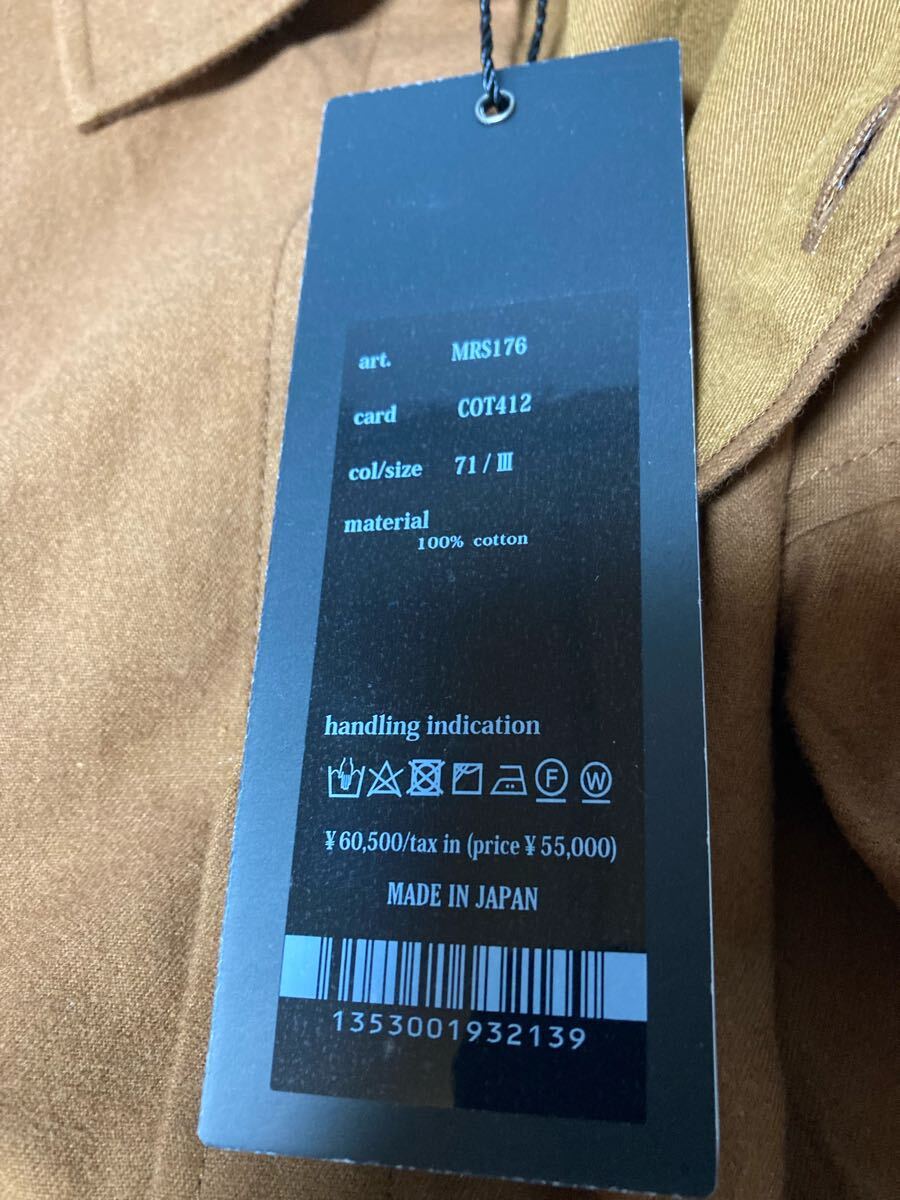 art. MRS176
card COT412
col/size 71 / Ⅲ
material
100% cotton
handling indication
F W
¥60,500/tax in (price ¥55,000)
MADE IN JAPAN
1353001932139